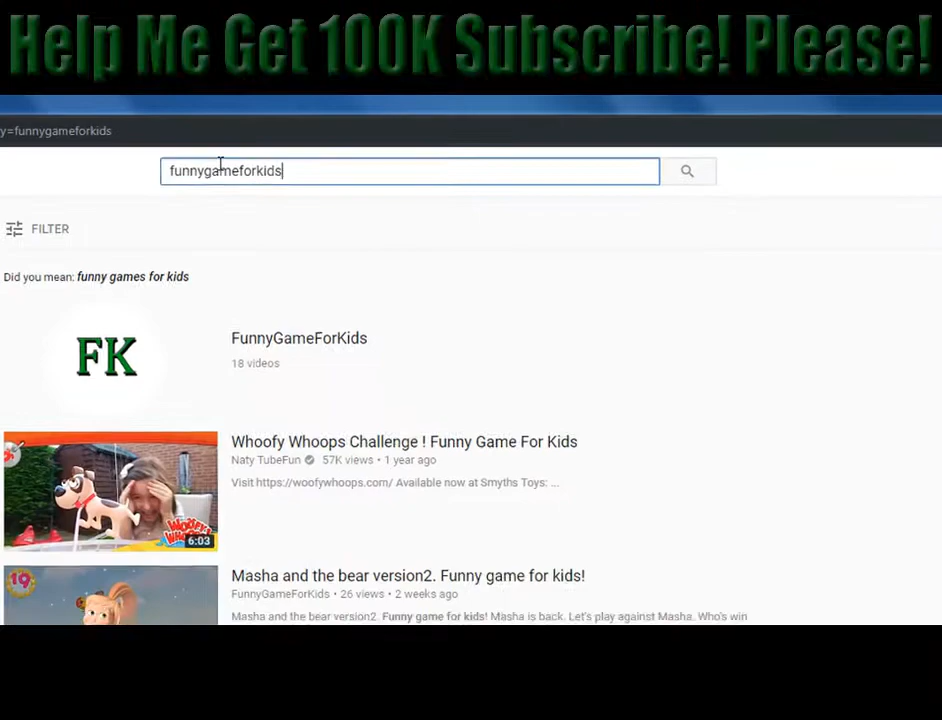 Help Me Get 100K Subscribe! Please!
y=funnygameforkids
funnygameforkids
FILTER
Did you mean: funny games for kids
FK
FunnyGameForKids
18 videos
Whoofy Whoops Challenge ! Funny Game For Kids
Naty TubeFun 57K views • 1 year ago
Visit https://woofywhoops.com/ Available now at Smyths Toys: ...
WOOFY WHOOPS
6:03
19
Masha and the bear version2. Funny game for kids!
FunnyGameForKids • 26 views • 2 weeks ago
Masha and the bear version2. Funny game for kids! Masha is back. Let's play against Masha. Who's win